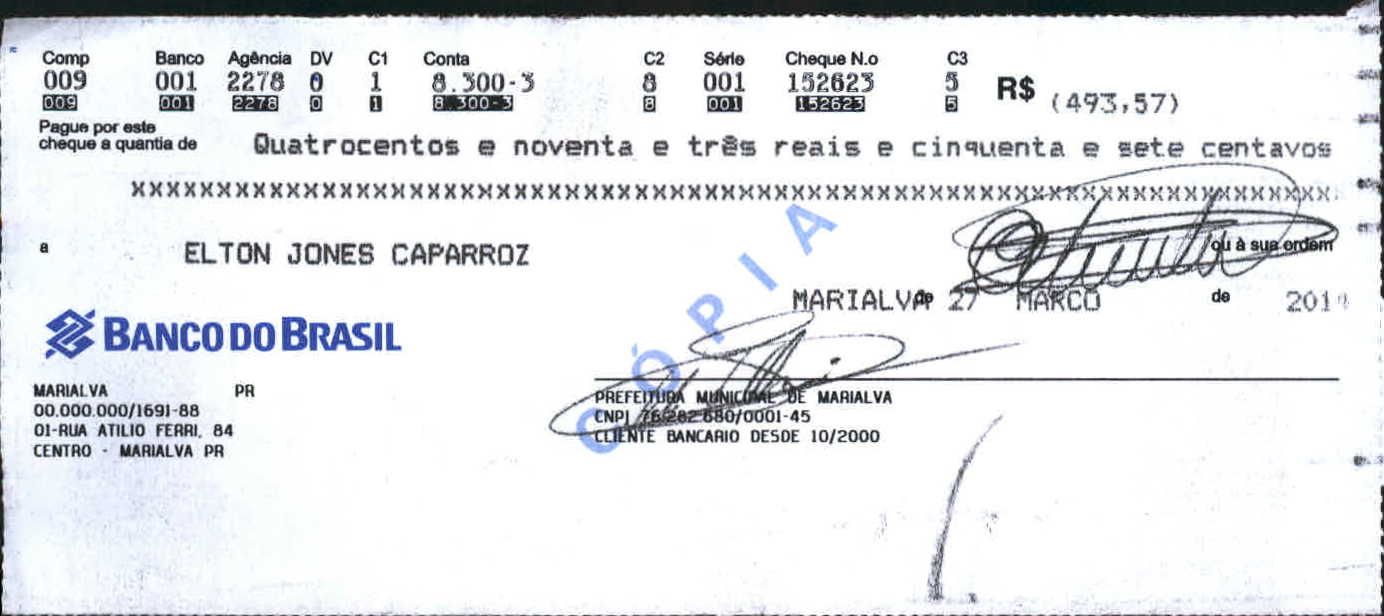 Comp Banco Agência DV C1 Conta C2 Série Cheque N.o C3
009 001 2278 0 1 8.300-3 8 001 152623 5 R$ (493,57)
009 001 2278 0 1 8.300-3 8 001 152623 5
Pague por este
cheque a quantia de Quatrocentos e noventa e três reais e cinquenta e sete centavos
XXXXXXXXXXXXXXXXXXXXXXXXXXXXXXXXXXXXXXXXXXXXXXXXXXXXXXXXXXXXXXXXXX
a ELTON JONES CAPARROZ ou à sua ordem
MARIALVA de 27 MARCO de
CÓPIA
BANCO DO BRASIL
MARIALVA PR
00.000.000/1691-88
01-RUA ATILIO FERRI, 84
CENTRO - MARIALVA PR
PREFEITURA MUNICIPAL DE MARIALVA
CNPJ 76.282.680/0001-45
CLIENTE BANCARIO DESDE 10/2000